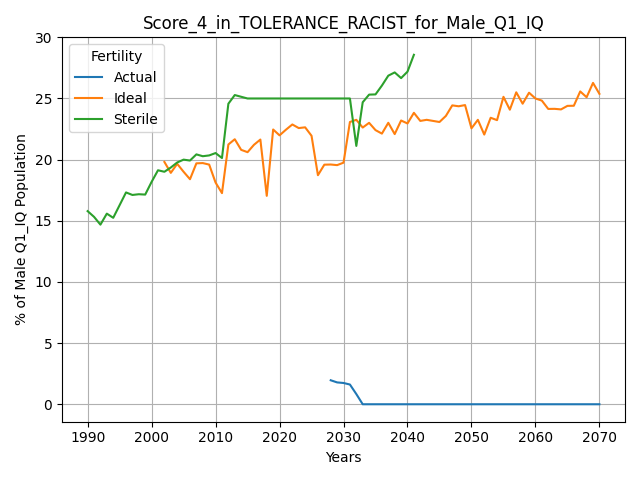 Score_4_in_TOLERANCE_RACIST_for_Male_Q1_IQ
Fertility
Actual
Ideal
Sterile
% of Male Q1_IQ Population
30
25
20
15
10
5
0
1990 2000 2010 2020 2030 2040 2050 2060 2070
Years